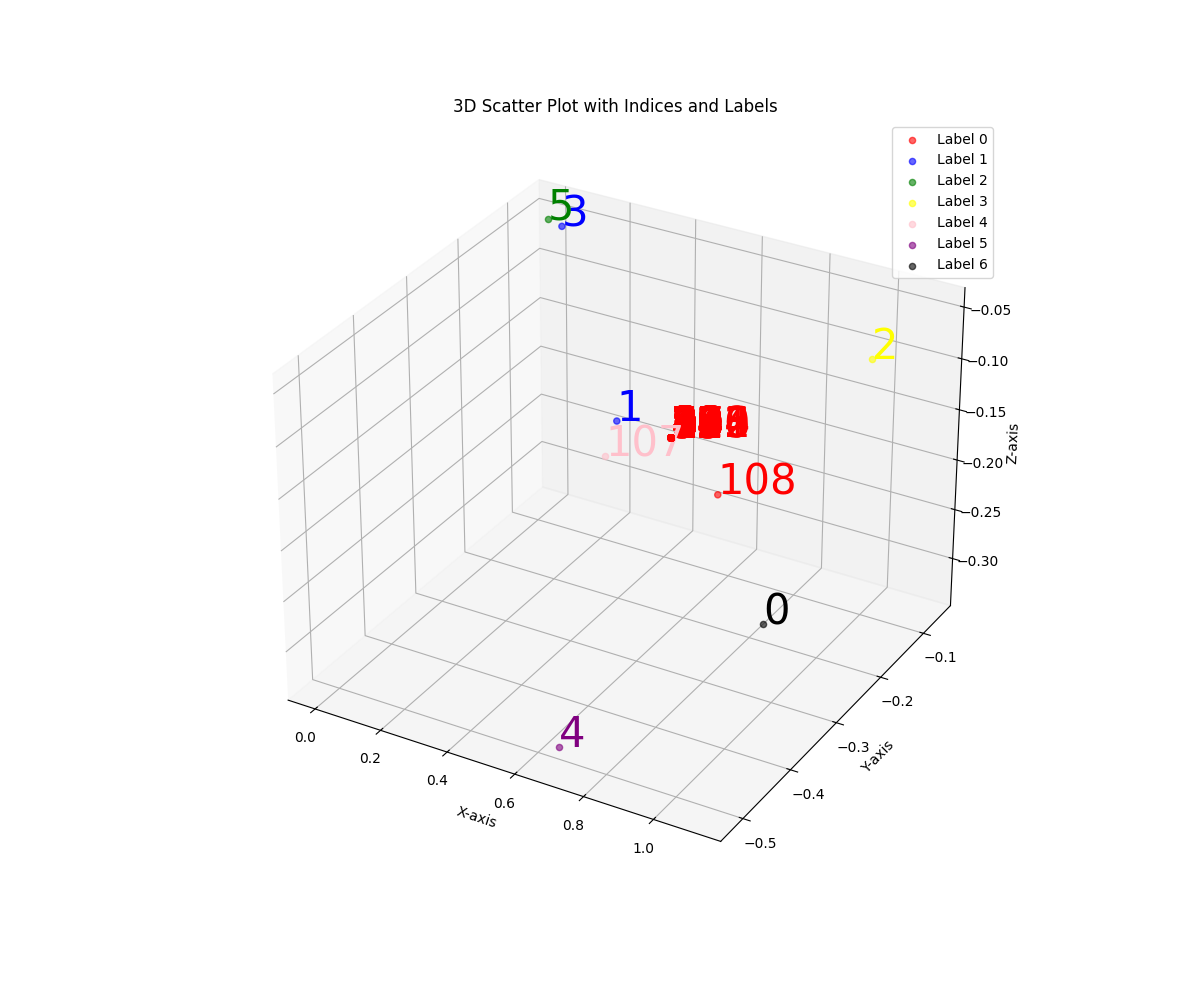 3D Scatter Plot with Indices and Labels
Label 0
Label 1
Label 2
Label 3
Label 4
Label 5
Label 6
5
3
2
1
107
108
0
4
−0.05
−0.10
−0.15
−0.20
−0.25
−0.30
Z-axis
−0.1
−0.2
−0.3
−0.4
−0.5
Y-axis
0.0
0.2
0.4
0.6
0.8
1.0
X-axis